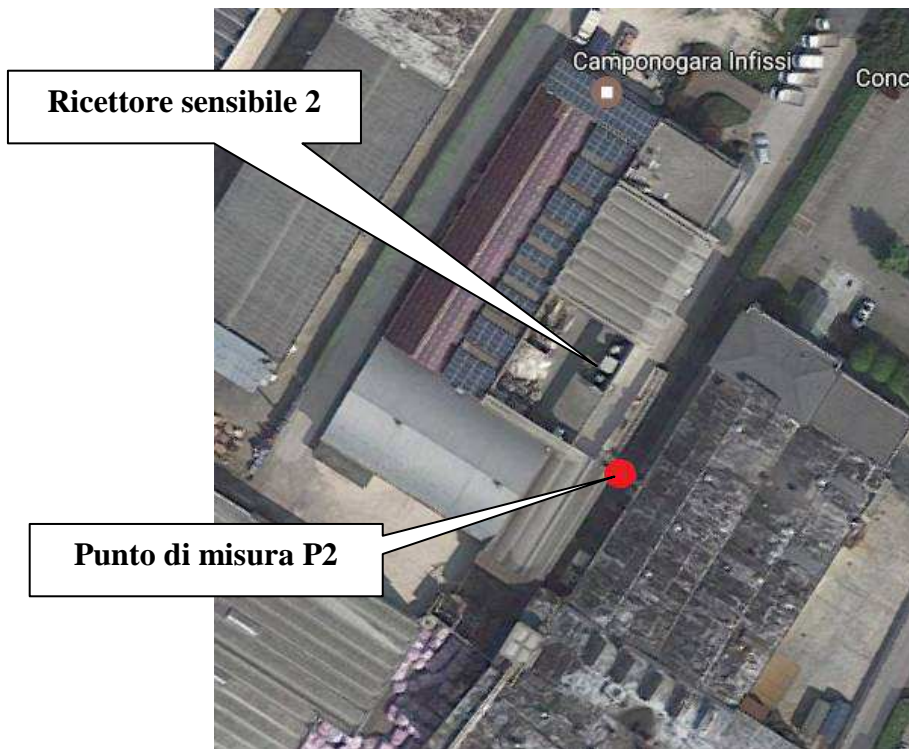 Camponogara Infissi
Conc
Ricettore sensibile 2
Punto di misura P2